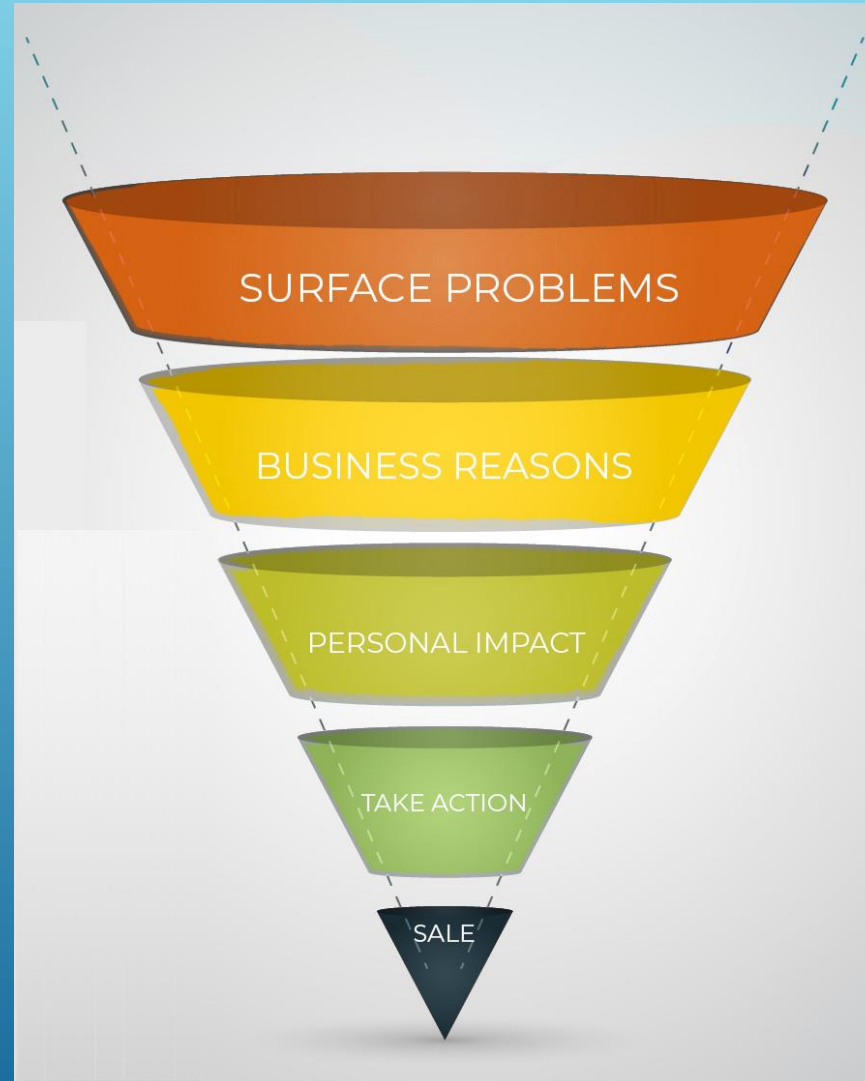 SURFACE PROBLEMS
BUSINESS REASONS
PERSONAL IMPACT
TAKE ACTION
SALE